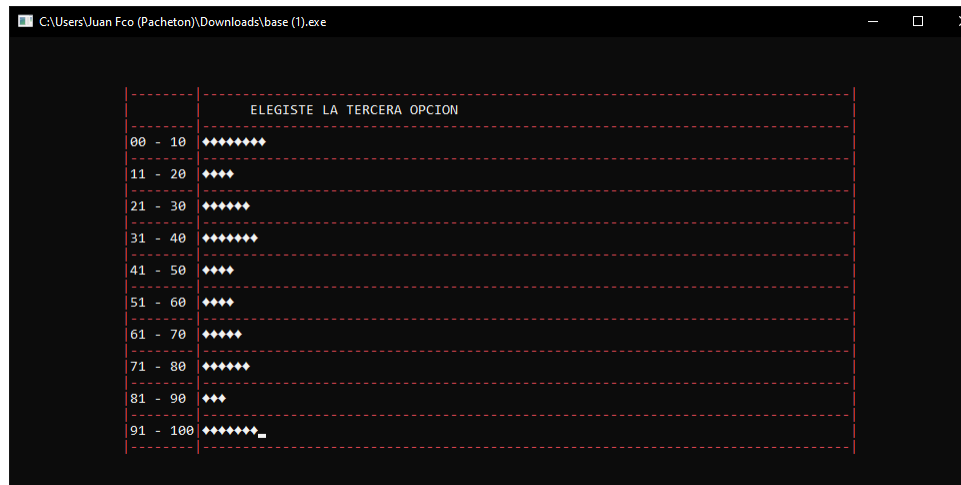 C:\Users\Juan Fco (Pacheton)\Downloads\base (1).exe
ELEGISTE LA TERCERA OPCION
00 - 10 ♦♦♦♦♦♦♦♦
11 - 20 ♦♦♦♦
21 - 30 ♦♦♦♦♦♦
31 - 40 ♦♦♦♦♦♦♦
41 - 50 ♦♦♦♦
51 - 60 ♦♦♦♦
61 - 70 ♦♦♦♦♦
71 - 80 ♦♦♦♦♦♦
81 - 90 ♦♦♦
91 - 100 ♦♦♦♦♦♦♦